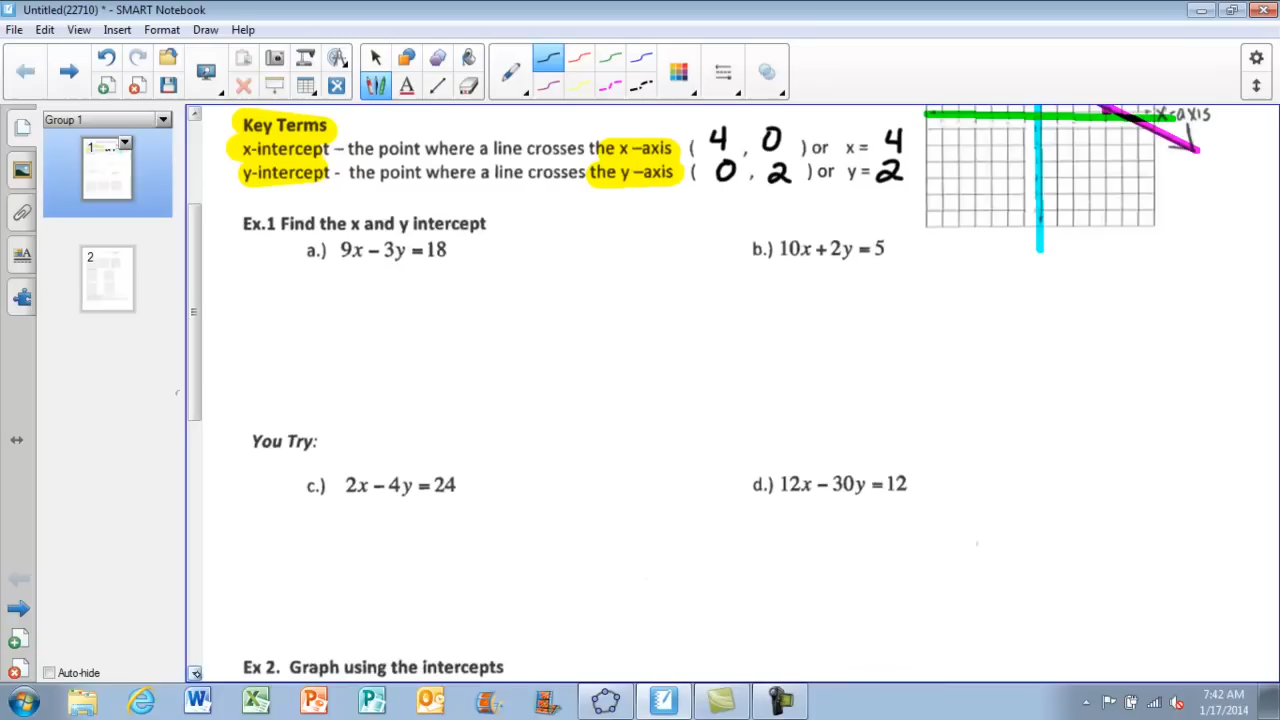 Untitled(22710) * - SMART Notebook
File Edit View Insert Format Draw Help
Group 1
1
2
Auto-hide
x-axis
Key Terms
x-intercept – the point where a line crosses the x –axis ( 4 , 0 ) or x = 4
y-intercept - the point where a line crosses the y –axis ( 0 , 2 ) or y = 2
Ex.1 Find the x and y intercept
a.) 9x − 3y = 18 b.) 10x + 2y = 5
You Try:
c.) 2x − 4y = 24 d.) 12x − 30y = 12
Ex 2. Graph using the intercepts
7:42 AM
1/17/2014